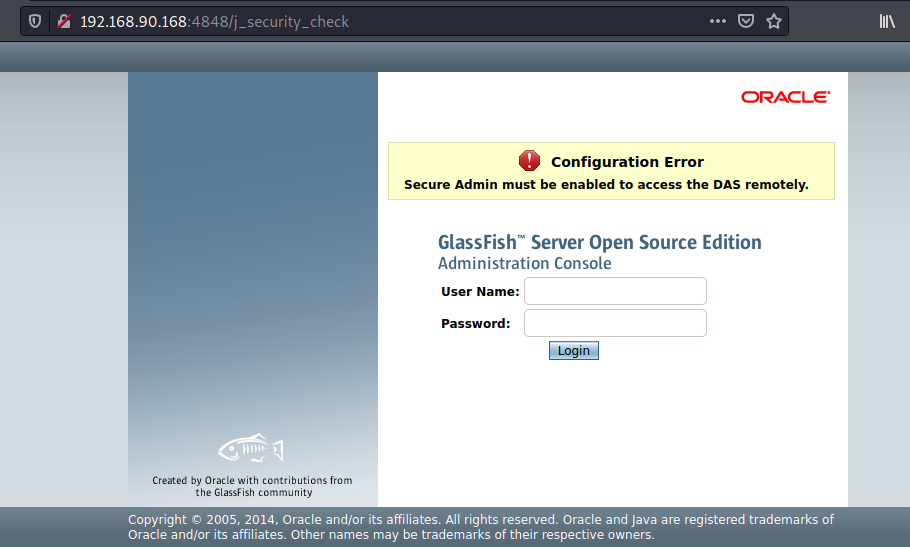 192.168.90.168:4848/j_security_check
ORACLE®
Configuration Error
Secure Admin must be enabled to access the DAS remotely.
GlassFish™ Server Open Source Edition
Administration Console
User Name:
Password:
Login
Created by Oracle with contributions from
the GlassFish community
Copyright © 2005, 2014, Oracle and/or its affiliates. All rights reserved. Oracle and Java are registered trademarks of
Oracle and/or its affiliates. Other names may be trademarks of their respective owners.